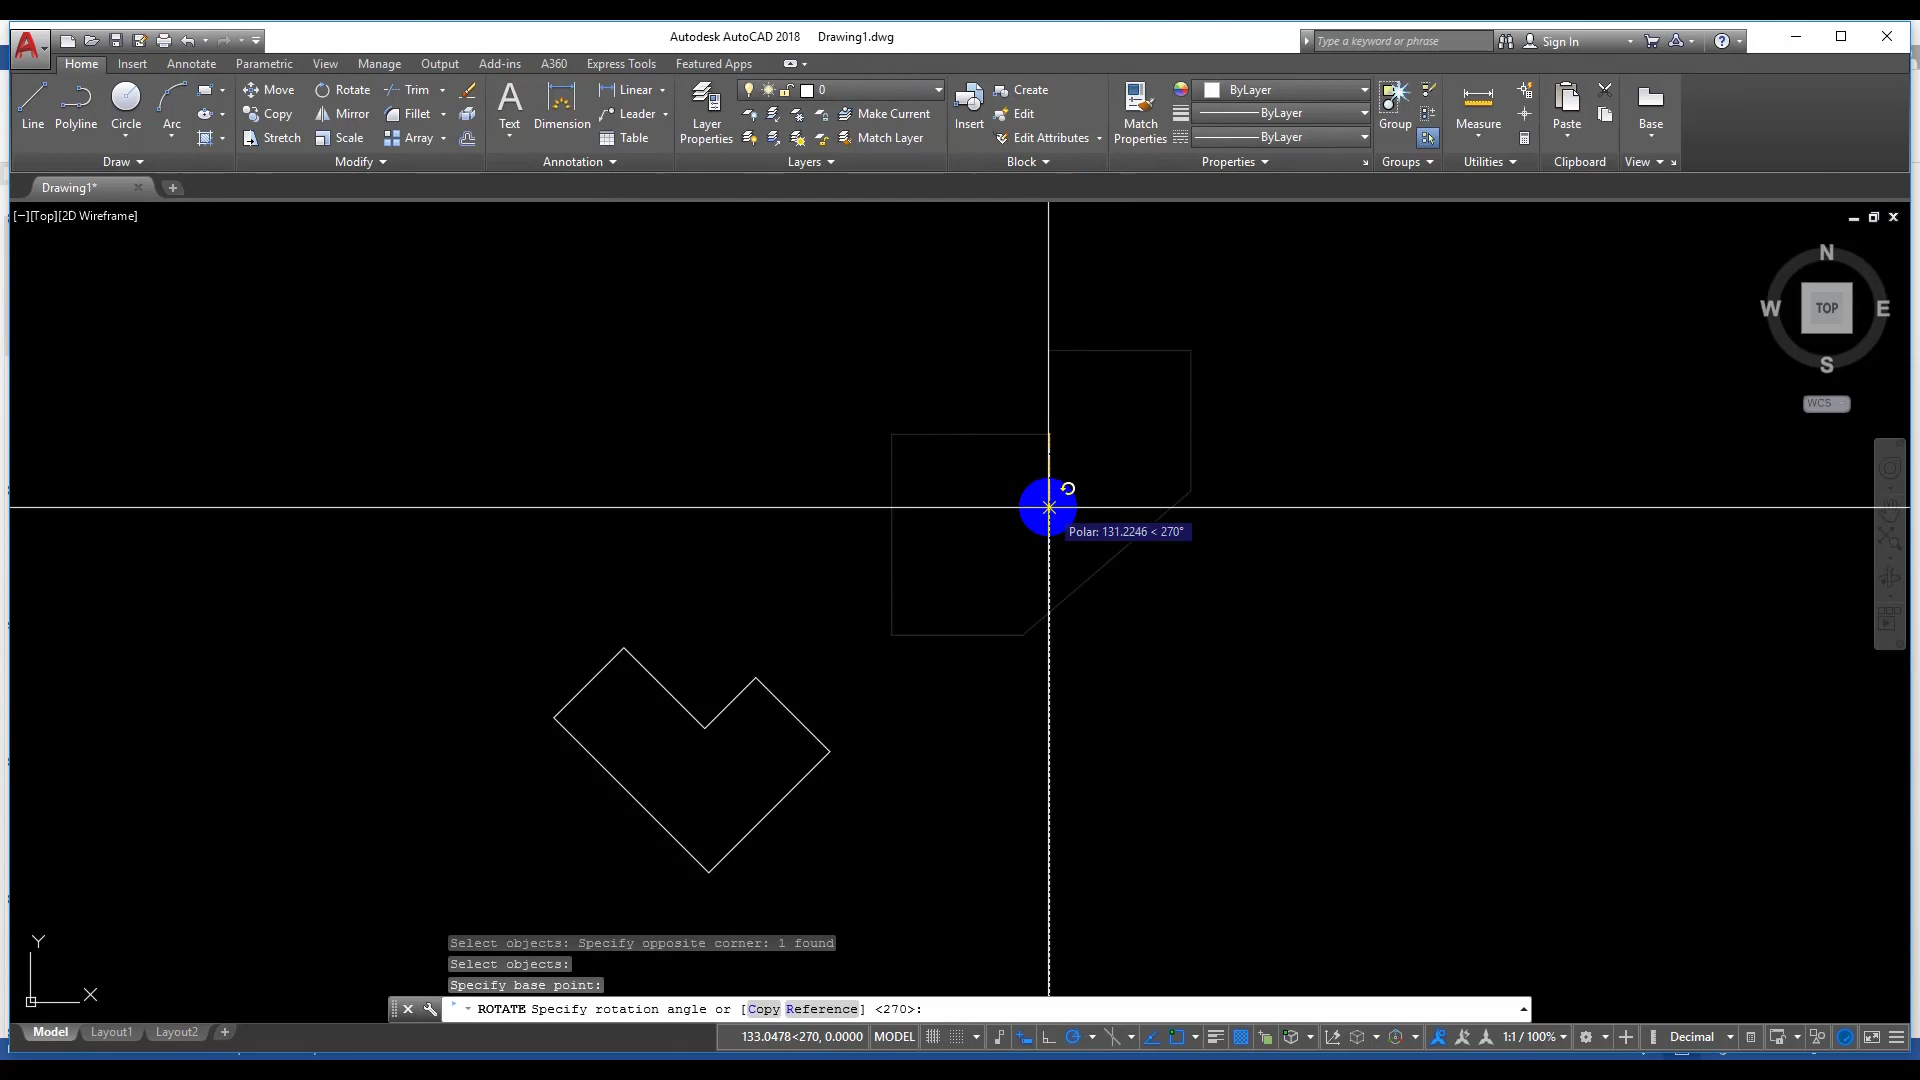 Autodesk AutoCAD 2018 Drawing1.dwg
Type a keyword or phrase
Sign In
Home Insert Annotate Parametric View Manage Output Add-ins A360 Express Tools Featured Apps
Line Polyline Circle Arc
Draw
Move Rotate Trim
Copy Mirror Fillet
Stretch Scale Array
Modify
Text Dimension
Linear
Leader
Table
Annotation
Layer Properties
0
Make Current
Match Layer
Layers
Insert
Create
Edit
Edit Attributes
Block
Match Properties
ByLayer
ByLayer
ByLayer
Properties
Group
Groups
Measure
Utilities
Paste
Clipboard
Base
View
Drawing1*
[−][Top][2D Wireframe]
N
W TOP E
S
WCS
Polar: 131.2246 < 270°
Y
X
Select objects: Specify opposite corner: 1 found
Select objects:
Specify base point:
ROTATE Specify rotation angle or [Copy Reference] <270>:
Model Layout1 Layout2
133.0478<270, 0.0000 MODEL 1:1 / 100% Decimal